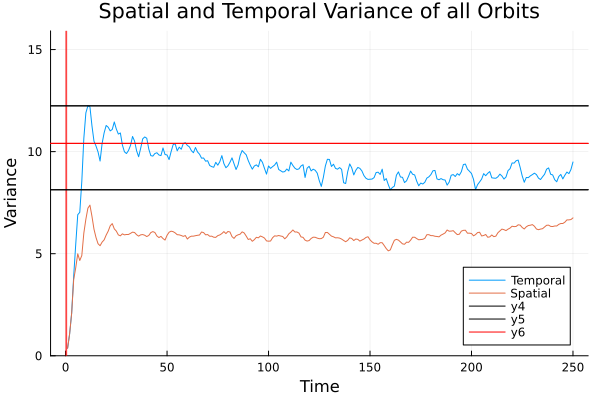 Spatial and Temporal Variance of all Orbits
15
10
5
0
Variance
0 50 100 150 200 250
Time
Temporal
Spatial
y4
y5
y6